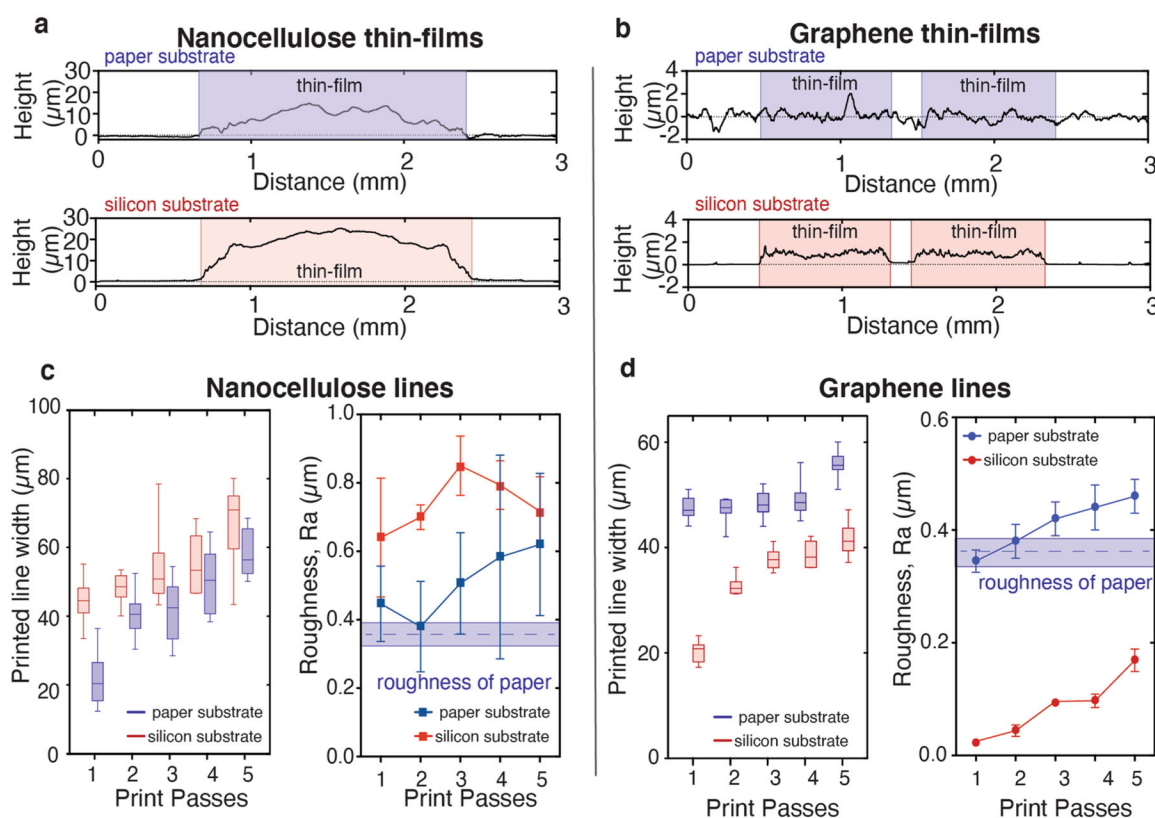 a
Nanocellulose thin-films
paper substrate
Height
(µm)
30
20
10
0
thin-film
0
1
2
3
Distance (mm)
silicon substrate
Height
(µm)
30
20
10
0
thin-film
0
1
2
3
Distance (mm)
b
Graphene thin-films
paper substrate
Height
(µm)
4
2
0
-2
thin-film
thin-film
0
1
2
3
Distance (mm)
silicon substrate
Height
(µm)
4
2
0
-2
thin-film
thin-film
0
1
2
3
Distance (mm)
c
Nanocellulose lines
Printed line width (µm)
100
80
60
40
20
0
paper substrate
silicon substrate
1 2 3 4 5
Print Passes
Roughness, Ra (µm)
1.0
0.8
0.6
0.4
0.2
0.0
roughness of paper
paper substrate
silicon substrate
1 2 3 4 5
Print Passes
d
Graphene lines
Printed line width (µm)
60
40
20
0
paper substrate
silicon substrate
1 2 3 4 5
Print Passes
Roughness, Ra (µm)
0.6
0.4
0.2
0.0
paper substrate
silicon substrate
roughness of paper
1 2 3 4 5
Print Passes